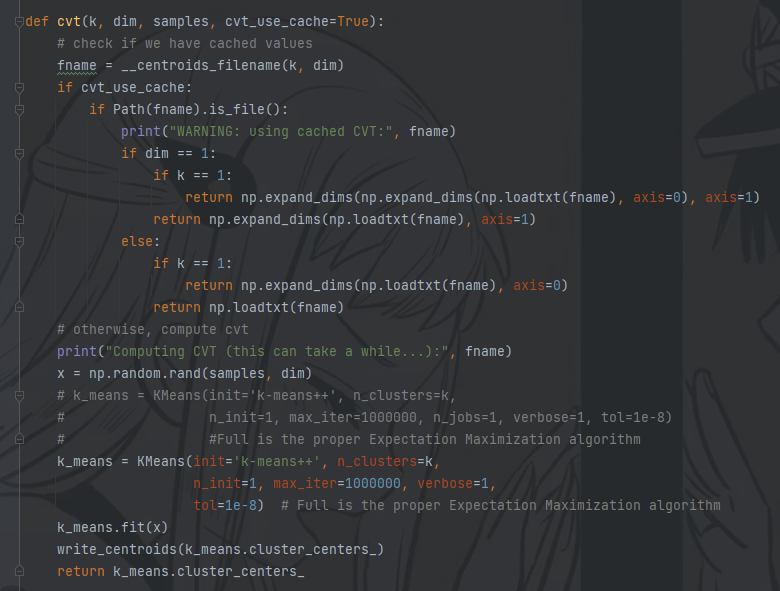 def cvt(k, dim, samples, cvt_use_cache=True):
    # check if we have cached values
    fname = __centroids_filename(k, dim)
    if cvt_use_cache:
        if Path(fname).is_file():
            print("WARNING: using cached CVT:", fname)
            if dim == 1:
                if k == 1:
                    return np.expand_dims(np.expand_dims(np.loadtxt(fname), axis=0), axis=1)
                return np.expand_dims(np.loadtxt(fname), axis=1)
            else:
                if k == 1:
                    return np.expand_dims(np.loadtxt(fname), axis=0)
                return np.loadtxt(fname)
    # otherwise, compute cvt
    print("Computing CVT (this can take a while...):", fname)
    x = np.random.rand(samples, dim)
    # k_means = KMeans(init='k-means++', n_clusters=k,
    #                  n_init=1, max_iter=1000000, n_jobs=1, verbose=1, tol=1e-8)
    #                  #Full is the proper Expectation Maximization algorithm
    k_means = KMeans(init='k-means++', n_clusters=k,
                     n_init=1, max_iter=1000000, verbose=1,
                     tol=1e-8)  # Full is the proper Expectation Maximization algorithm
    k_means.fit(x)
    write_centroids(k_means.cluster_centers_)
    return k_means.cluster_centers_